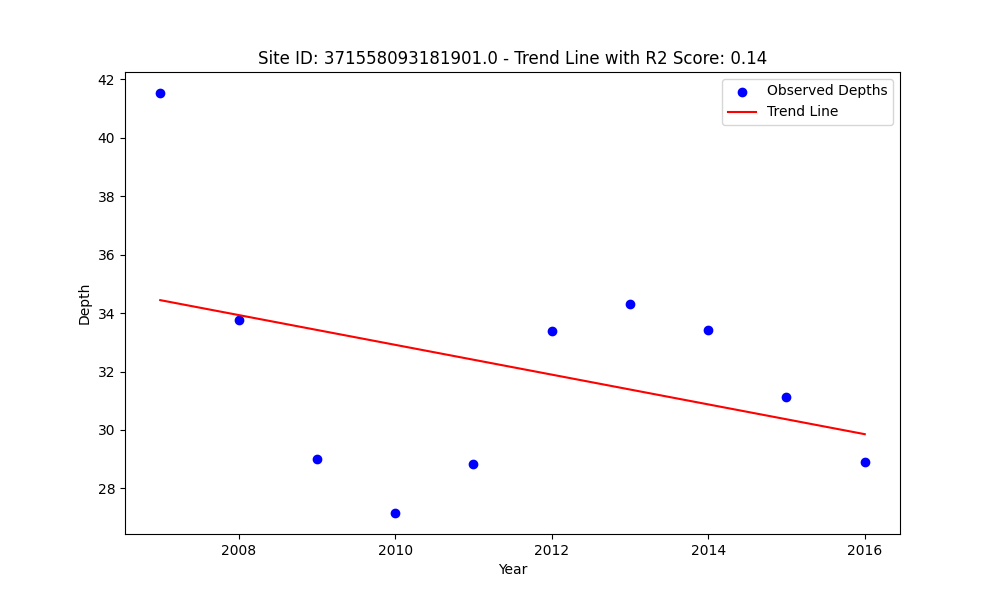 Site ID: 371558093181901.0 - Trend Line with R2 Score: 0.14
Observed Depths
Trend Line
42
40
38
36
34
32
30
28
Depth
2008
2010
2012
2014
2016
Year